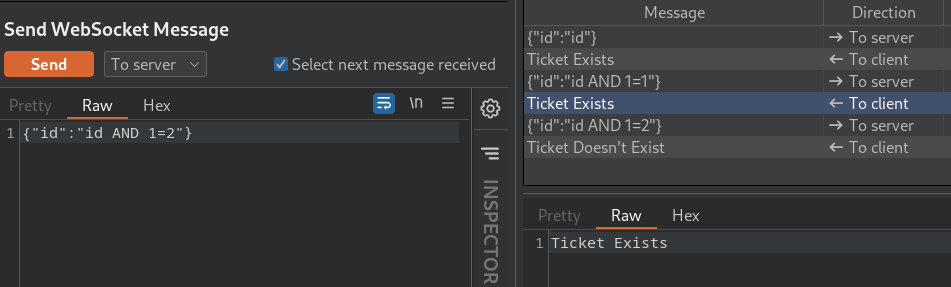 Send WebSocket Message
Send To server Select next message received
Pretty Raw Hex \n
1 {"id":"id AND 1=2"}
INSPECTOR
Message Direction
{"id":"id"} → To server
Ticket Exists ← To client
{"id":"id AND 1=1"} → To server
Ticket Exists ← To client
{"id":"id AND 1=2"} → To server
Ticket Doesn't Exist ← To client
Pretty Raw Hex
1 Ticket Exists